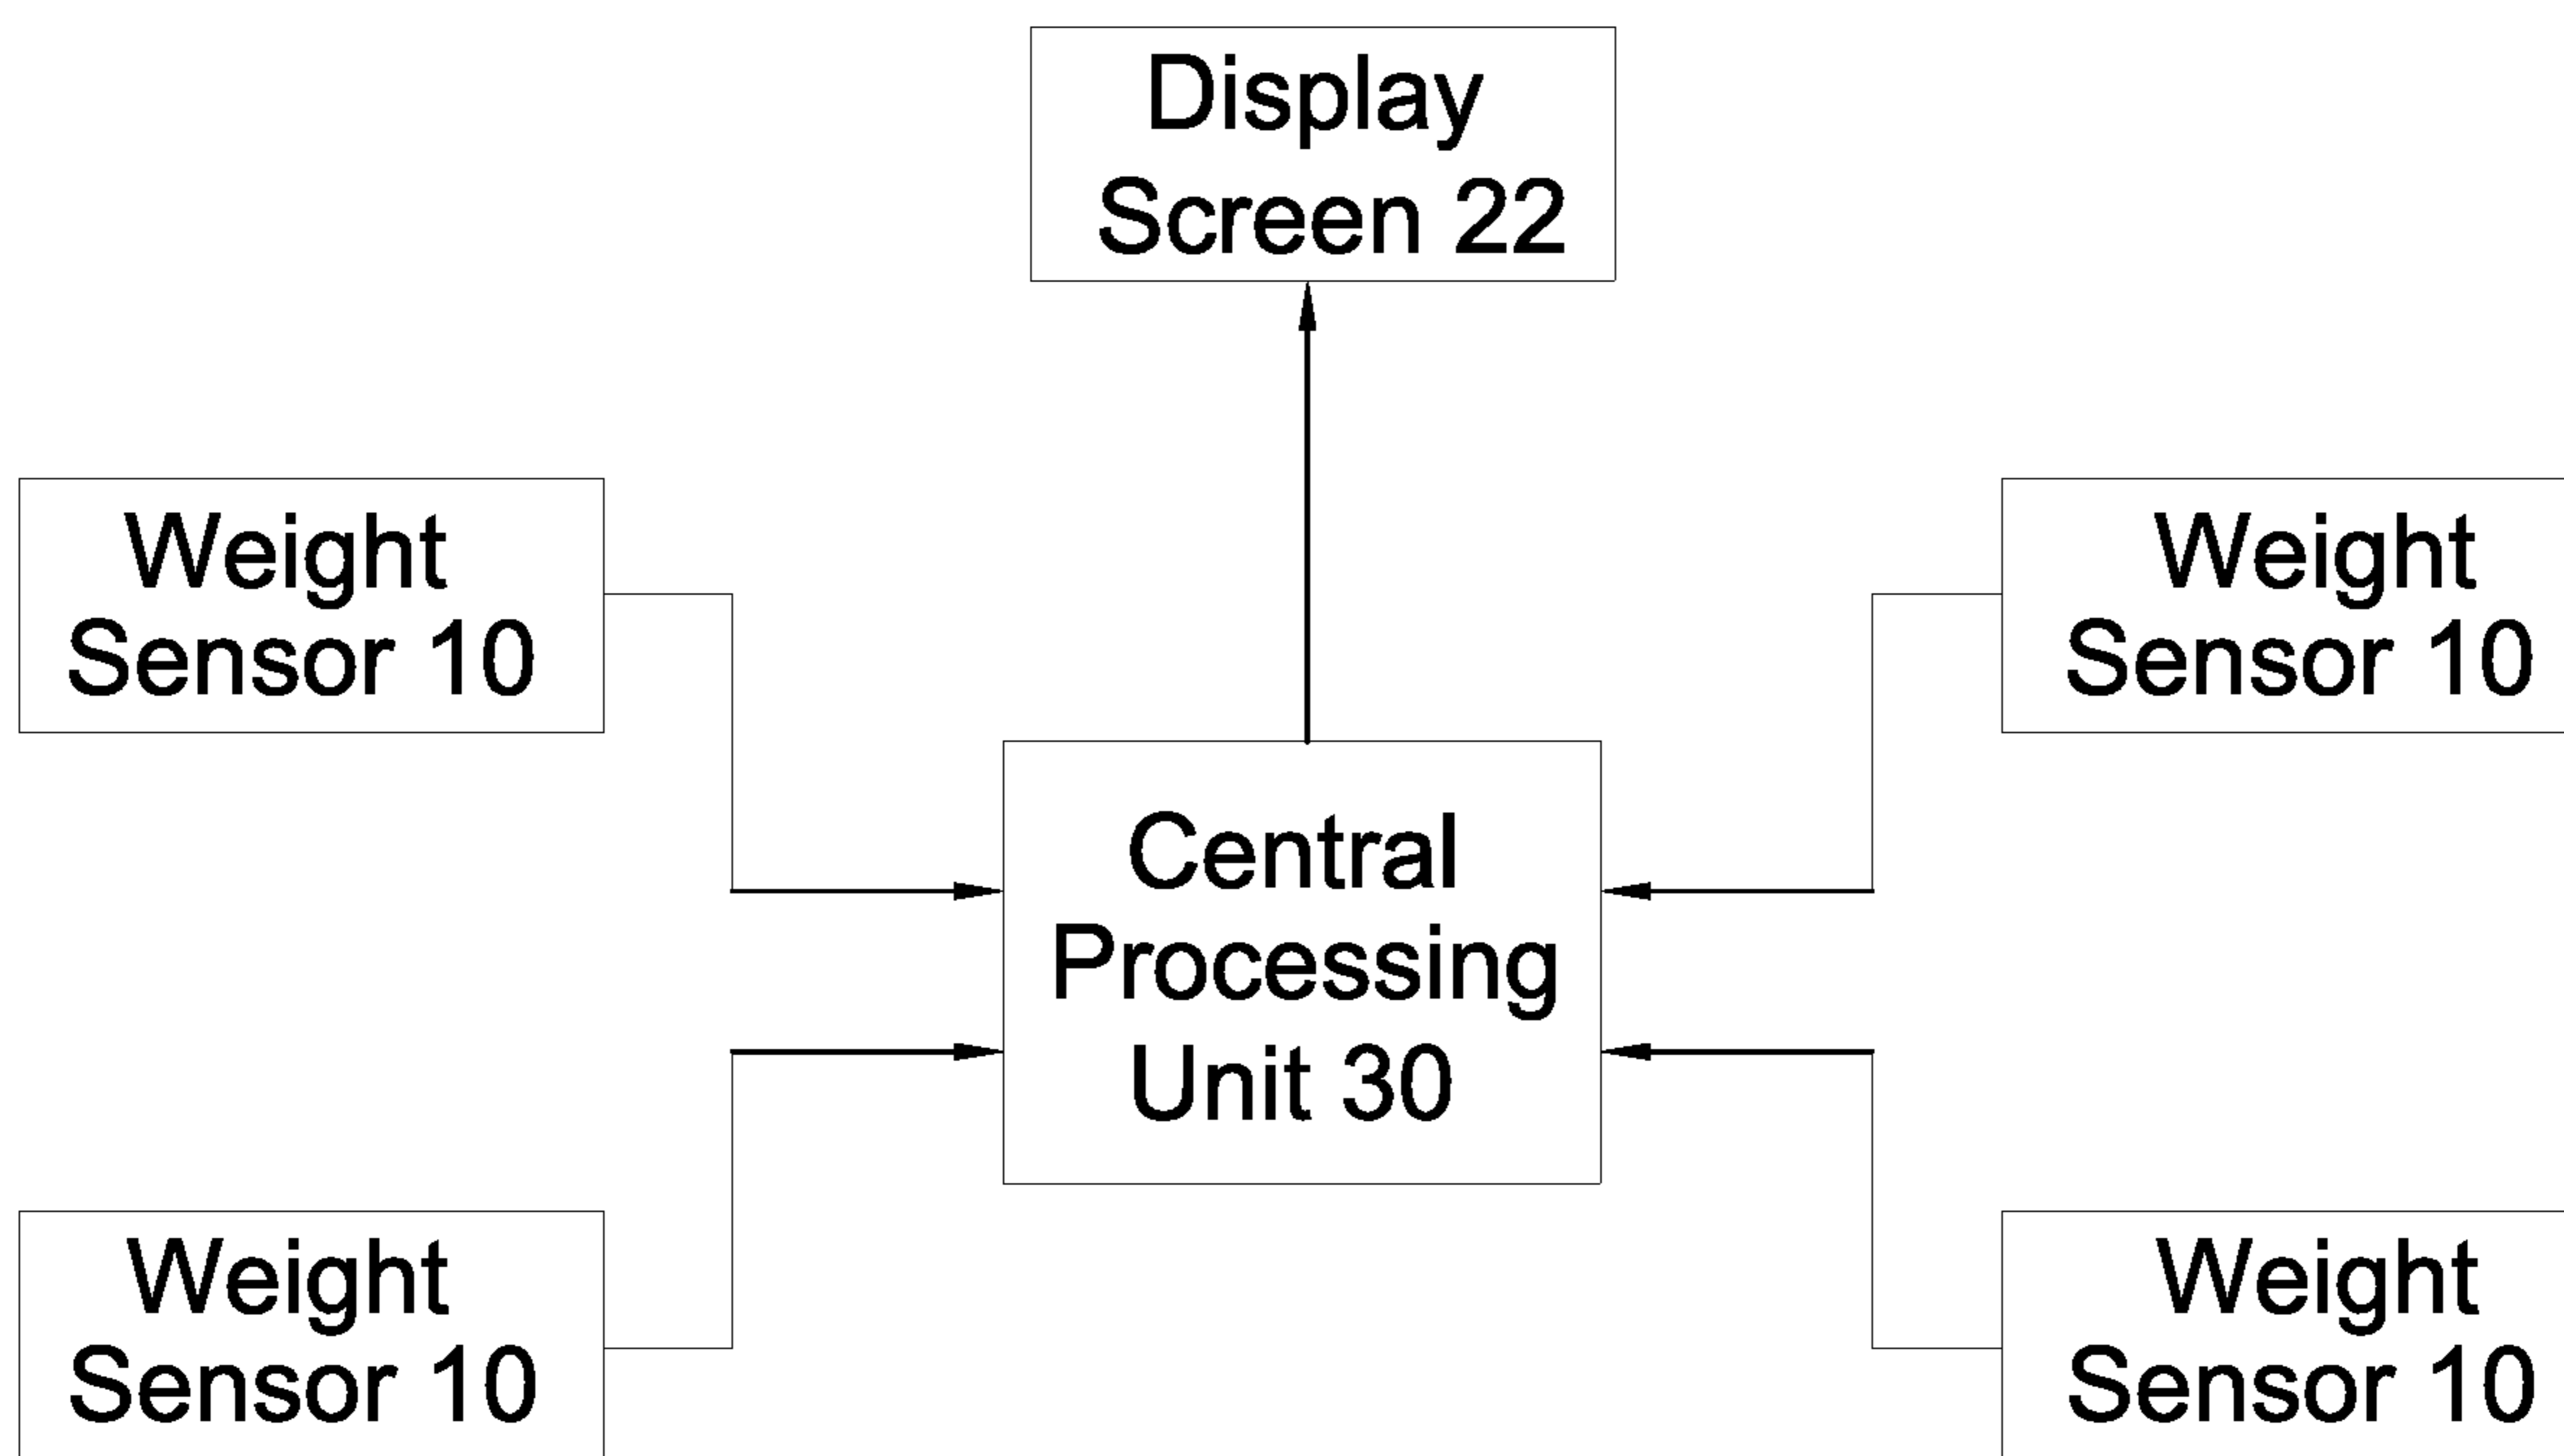 Display
Screen 22
Weight
Sensor 10
Weight
Sensor 10
Central
Processing
Unit 30
Weight
Sensor 10
Weight
Sensor 10